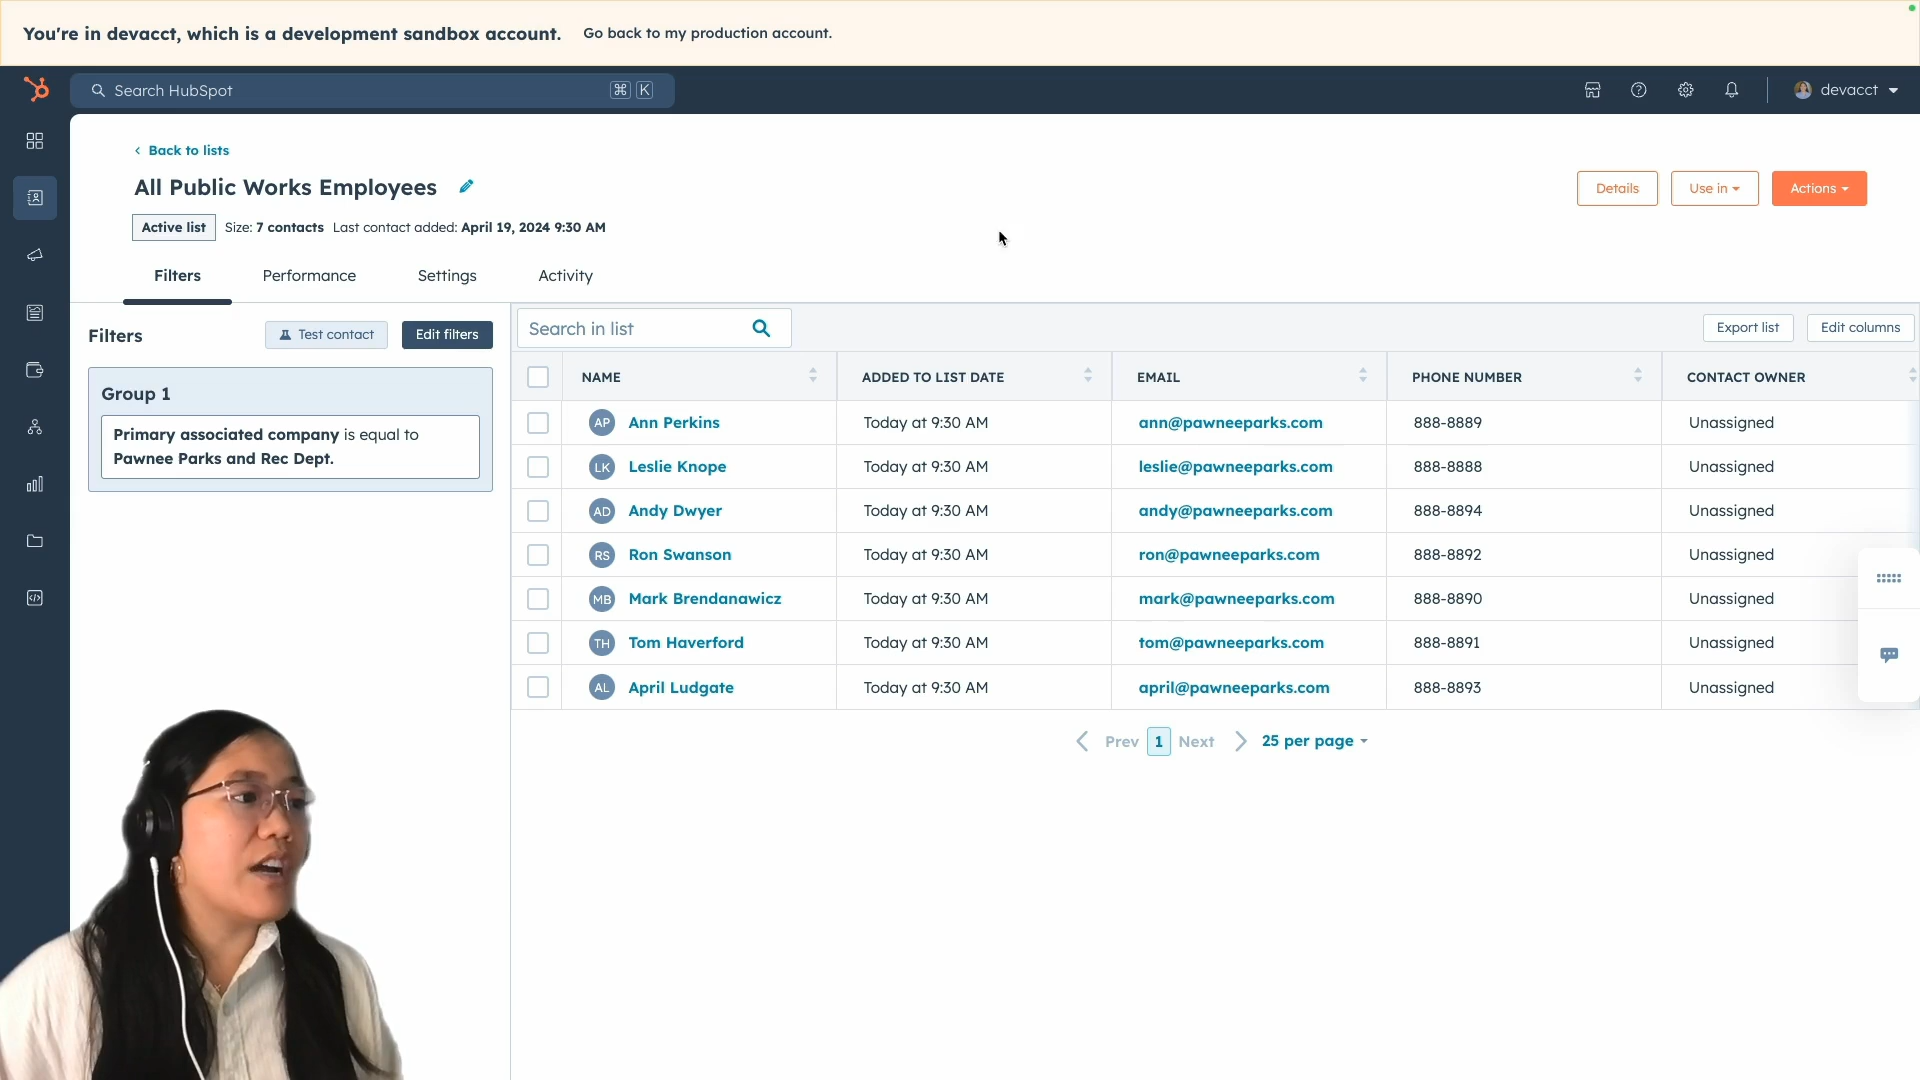 You're in devacct, which is a development sandbox account. Go back to my production account.
Search HubSpot ⌘ K
devacct
Back to lists
All Public Works Employees
Details Use in Actions
Active list Size: 7 contacts Last contact added: April 19, 2024 9:30 AM
Filters Performance Settings Activity
Filters Test contact Edit filters
Group 1
Primary associated company is equal to
Pawnee Parks and Rec Dept.
Search in list Export list Edit columns
NAME ADDED TO LIST DATE EMAIL PHONE NUMBER CONTACT OWNER
AP Ann Perkins Today at 9:30 AM ann@pawneeparks.com 888-8889 Unassigned
LK Leslie Knope Today at 9:30 AM leslie@pawneeparks.com 888-8888 Unassigned
AD Andy Dwyer Today at 9:30 AM andy@pawneeparks.com 888-8894 Unassigned
RS Ron Swanson Today at 9:30 AM ron@pawneeparks.com 888-8892 Unassigned
MB Mark Brendanawicz Today at 9:30 AM mark@pawneeparks.com 888-8890 Unassigned
TH Tom Haverford Today at 9:30 AM tom@pawneeparks.com 888-8891 Unassigned
AL April Ludgate Today at 9:30 AM april@pawneeparks.com 888-8893 Unassigned
Prev 1 Next 25 per page